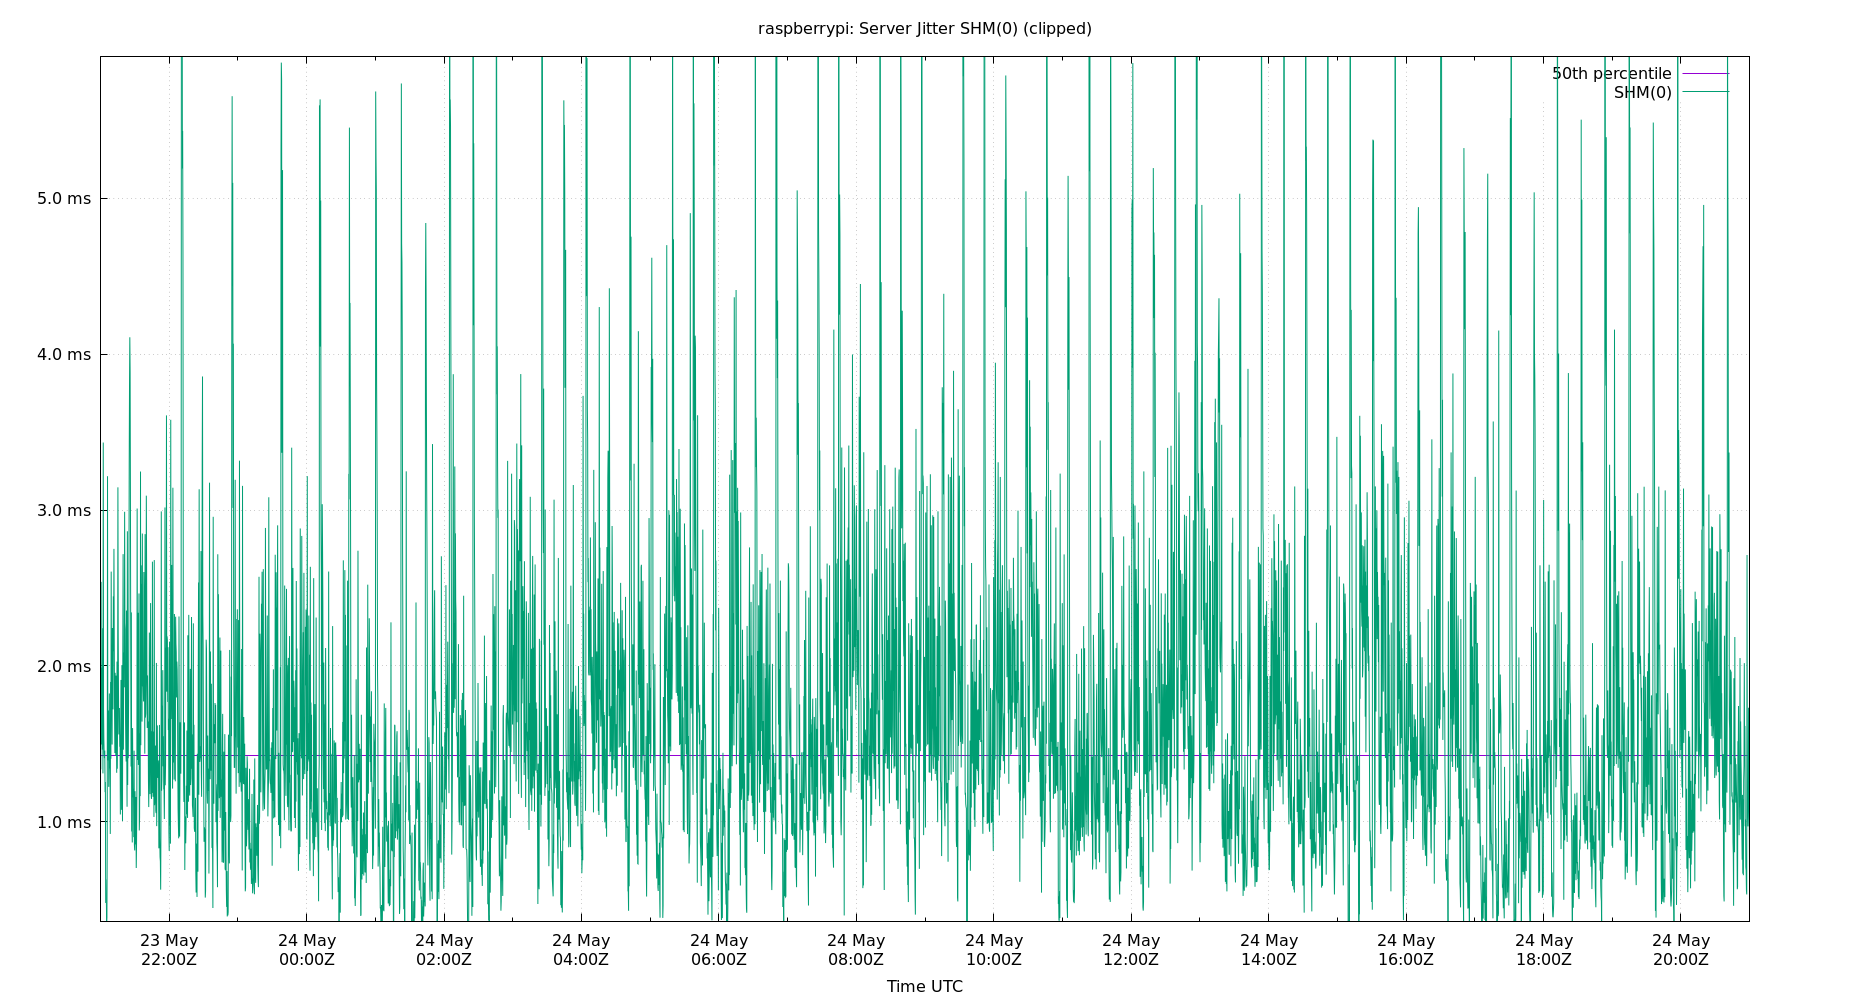 raspberrypi: Server Jitter SHM(0) (clipped)
50th percentile
SHM(0)
5.0 ms
4.0 ms
3.0 ms
2.0 ms
1.0 ms
23 May 24 May 24 May 24 May 24 May 24 May 24 May 24 May 24 May 24 May 24 May 24 May
22:00Z 00:00Z 02:00Z 04:00Z 06:00Z 08:00Z 10:00Z 12:00Z 14:00Z 16:00Z 18:00Z 20:00Z
Time UTC